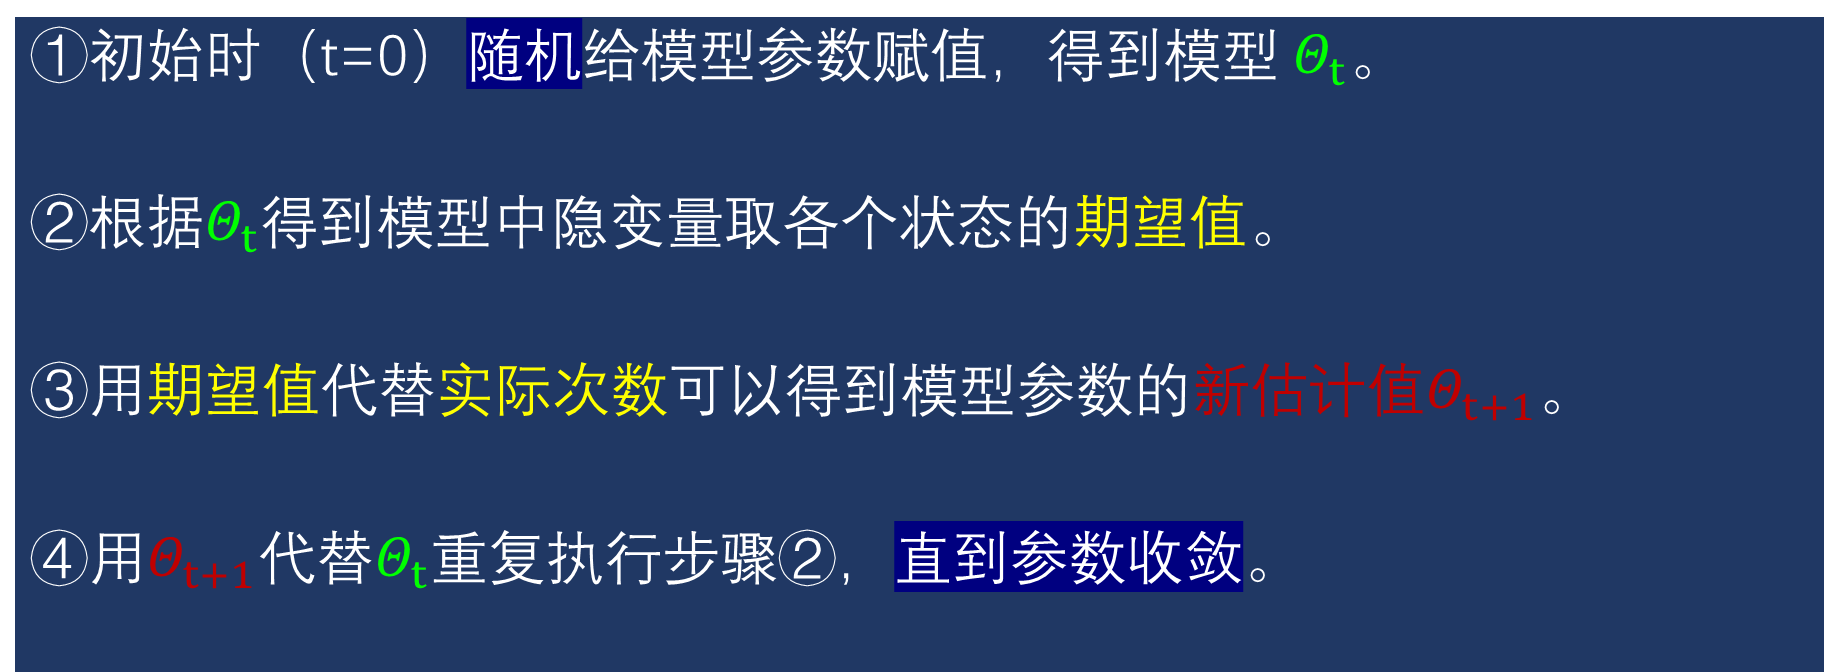 ①初始时（t=0）随机给模型参数赋值，得到模型 Θt。
②根据Θt得到模型中隐变量取各个状态的期望值。
③用期望值代替实际次数可以得到模型参数的新估计值Θt+1。
④用Θt+1代替Θt重复执行步骤②，直到参数收敛。